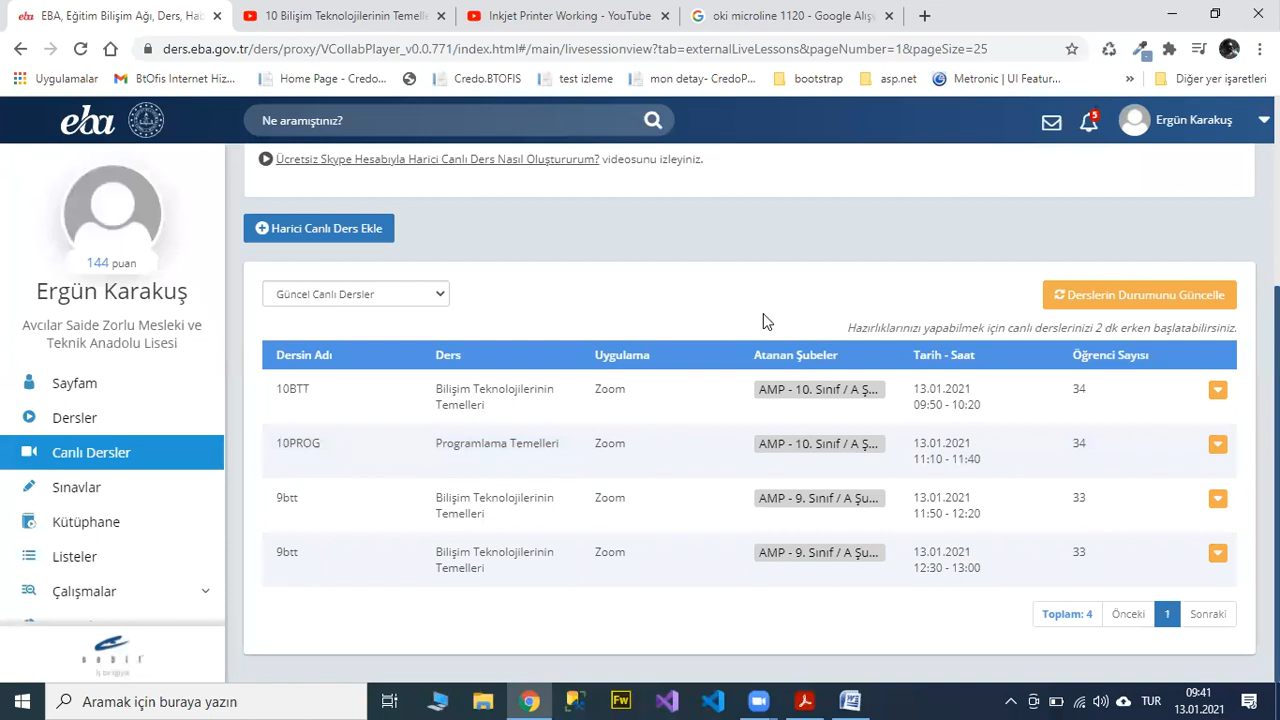 EBA, Eğitim Bilişim Ağı, Ders, Hab
10 Bilişim Teknolojilerinin Temelle
Inkjet Printer Working - YouTube
oki microline 1120 - Google Alışv
ders.eba.gov.tr/ders/proxy/VCollabPlayer_v0.0.771/index.html#/main/livesessionview?tab=externalLiveLessons&pageNumber=1&pageSize=25
Uygulamalar
BtOfis Internet Hiz...
Home Page - Credo...
Credo.BTOFIS
test izleme
mon detay- CredoP...
bootstrap
asp.net
Metronic | UI Featur...
»
Diğer yer işaretleri
eba
Ne aramıştınız?
5
Ergün Karakuş
Ücretsiz Skype Hesabıyla Harici Canlı Ders Nasıl Oluştururum? videosunu izleyiniz.
144 puan
Ergün Karakuş
Avcılar Saide Zorlu Mesleki ve
Teknik Anadolu Lisesi
Sayfam
Dersler
Canlı Dersler
Sınavlar
Kütüphane
Listeler
Çalışmalar
sebit
iş birliğiyle
Harici Canlı Ders Ekle
Güncel Canlı Dersler
Derslerin Durumunu Güncelle
Hazırlıklarınızı yapabilmek için canlı derslerinizi 2 dk erken başlatabilirsiniz.
Dersin Adı Ders Uygulama Atanan Şubeler Tarih - Saat Öğrenci Sayısı
10BTT Bilişim Teknolojilerinin Zoom AMP - 10. Sınıf / A Ş... 13.01.2021 34
Temelleri 09:50 - 10:20
10PROG Programlama Temelleri Zoom AMP - 10. Sınıf / A Ş... 13.01.2021 34
11:10 - 11:40
9btt Bilişim Teknolojilerinin Zoom AMP - 9. Sınıf / A Şu... 13.01.2021 33
Temelleri 11:50 - 12:20
9btt Bilişim Teknolojilerinin Zoom AMP - 9. Sınıf / A Şu... 13.01.2021 33
Temelleri 12:30 - 13:00
Toplam: 4 Önceki 1 Sonraki
Aramak için buraya yazın
Fw
TUR
09:41
13.01.2021